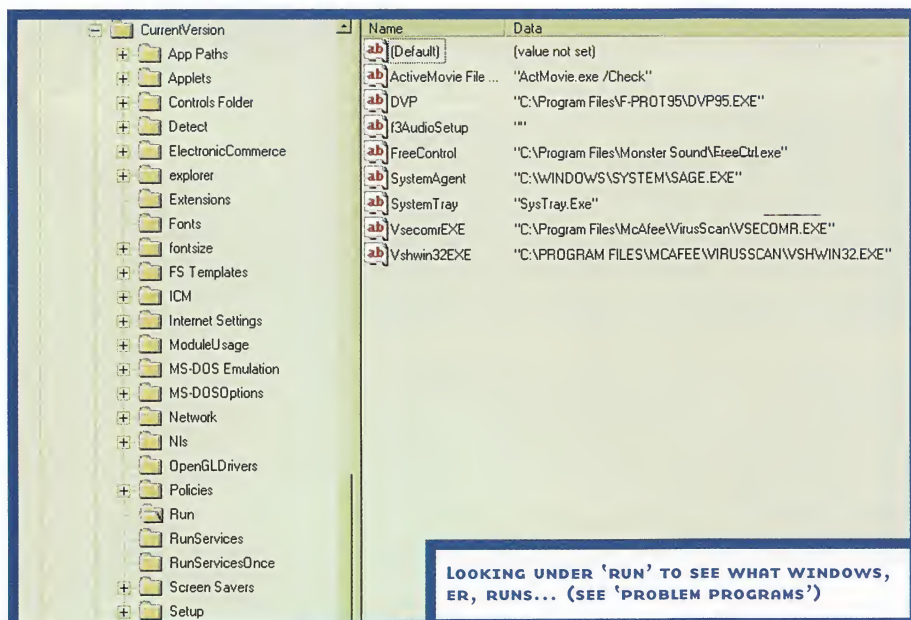 CurrentVersion
App Paths
Applets
Controls Folder
Detect
ElectronicCommerce
explorer
Extensions
Fonts
fontsize
FS Templates
ICM
Internet Settings
ModuleUsage
MS-DOS Emulation
MS-DOSOptions
Network
Nls
OpenGLDrivers
Policies
Run
RunServices
RunServicesOnce
Screen Savers
Setup
Name Data
(Default) (value not set)
ActiveMovie File ... "ActMovie.exe /Check"
DVP "C:\Program Files\F-PROT95\DVP95.EXE"
f3AudioSetup ""
FreeControl "C:\Program Files\Monster Sound\FreeCtrl.exe"
SystemAgent "C:\WINDOWS\SYSTEM\SAGE.EXE"
SystemTray "SysTray.Exe"
VsecomrEXE "C:\Program Files\McAfee\VirusScan\VSECOMR.EXE"
Vshwin32EXE "C:\PROGRAM FILES\MCAFEE\VIRUSSCAN\VSHWIN32.EXE"
LOOKING UNDER 'RUN' TO SEE WHAT WINDOWS,
ER, RUNS... (SEE 'PROBLEM PROGRAMS')